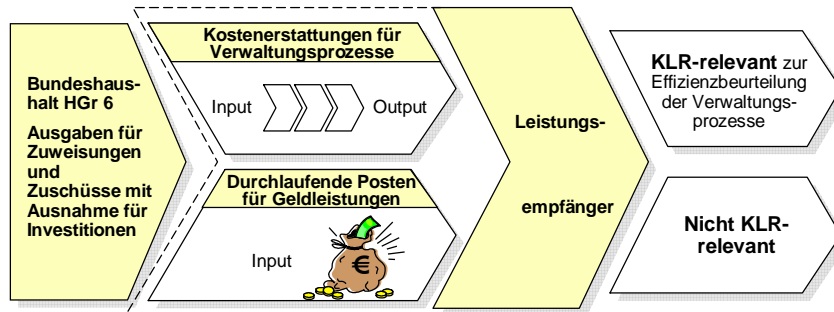 Bundeshaus-
halt HGr 6
Ausgaben für
Zuweisungen
und
Zuschüsse mit
Ausnahme für
Investitionen
Kostenerstattungen für
Verwaltungsprozesse
Input
Output
Durchlaufende Posten
für Geldleistungen
Input
€
Leistungs-
empfänger
KLR-relevant zur
Effizienzbeurteilung
der Verwaltungs-
prozesse
Nicht KLR-
relevant